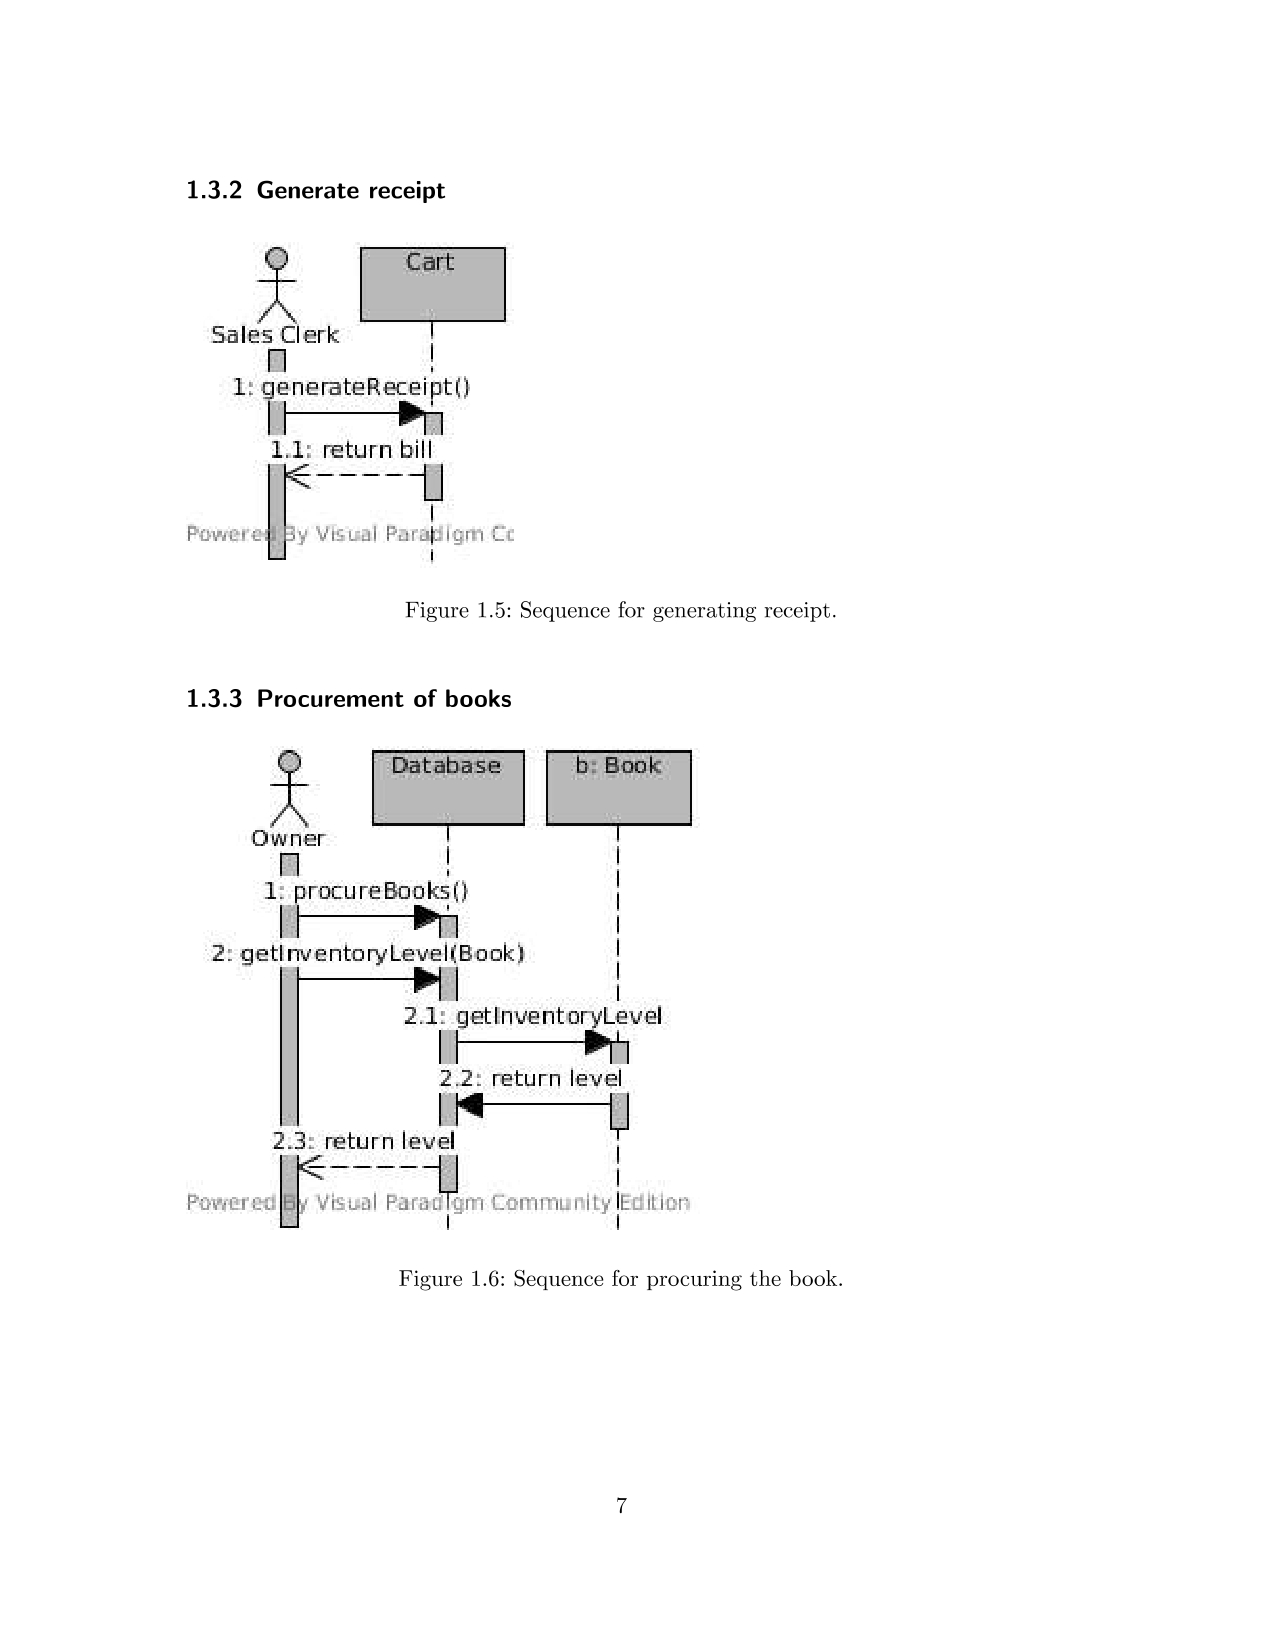 1.3.2 Generate receipt
Cart
Sales Clerk
1: generateReceipt()
1.1: return bill
Powered By Visual Paradigm Cc
Figure 1.5: Sequence for generating receipt.
1.3.3 Procurement of books
Database
b: Book
Owner
1: procureBooks()
2: getInventoryLevel(Book)
2.1: getInventoryLevel
2.2: return level
2.3: return level
Powered By Visual Paradigm Community Edition
Figure 1.6: Sequence for procuring the book.
7